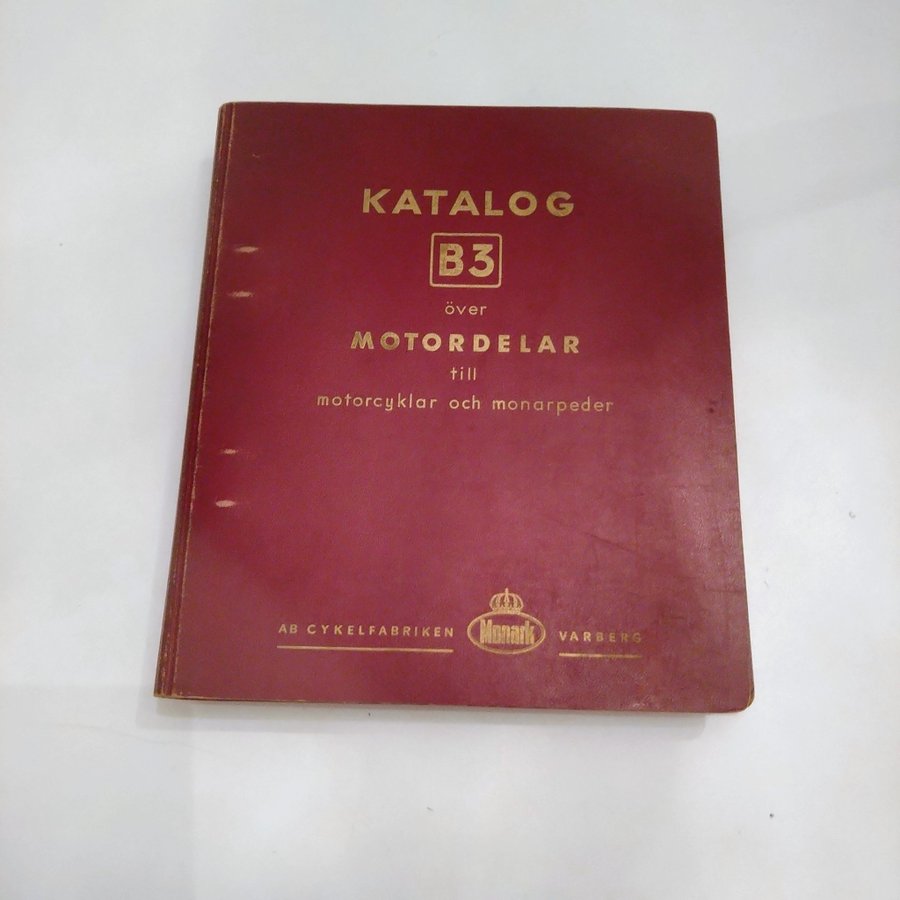 KATALOG
B3
över
MOTORDELAR
till
motorcyklar och monarpeder
AB CYKELFABRIKEN Monark VARBERG